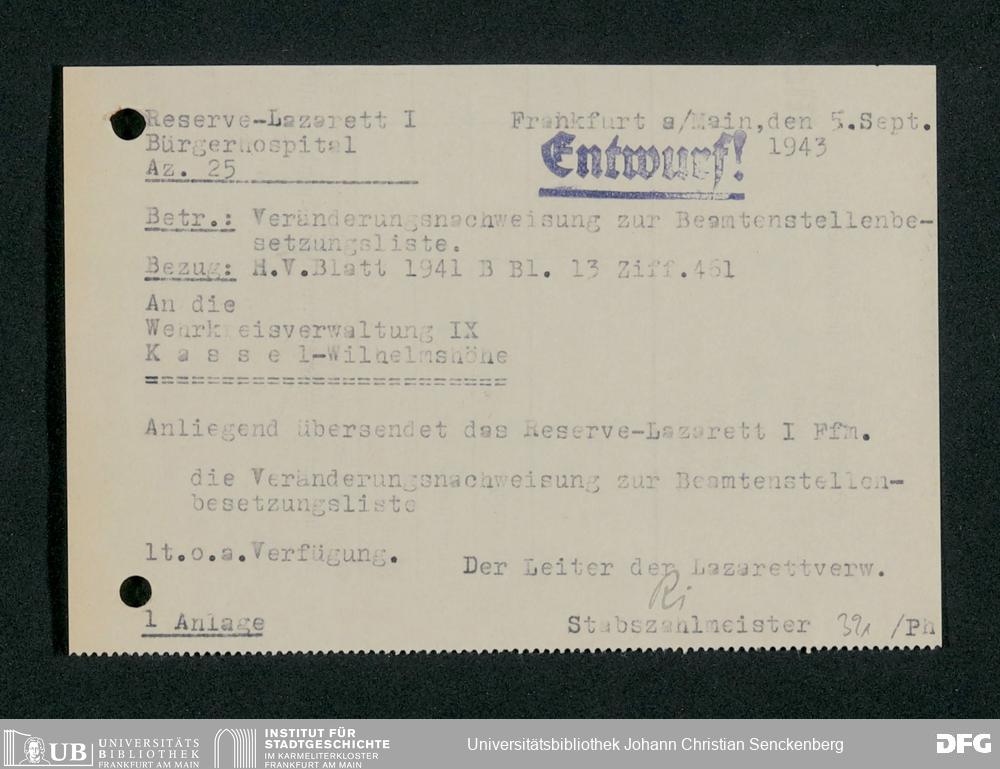 Reserve-Lazarett I
Frankfurt a/Main, den 5.Sept.
Bürgerhospital
1943
Entwurf!
Az. 25
Betr.: Veränderungsnachweisung zur Beamtenstellenbe-
setzungsliste.
Bezug: H.V.Blatt 1941 B Bl. 13 Ziff.461
An die
Wehrkreisverwaltung IX
K a s s e l-Wilhelmshöhe
========================
Anliegend übersendet das Reserve-Lazarett I Ffm.
die Veränderungsnachweisung zur Beamtenstellen-
besetzungsliste
lt.o.a.Verfügung.
Der Leiter der Lazarettverw.
Ri
1 Anlage
Stabszahlmeister /Ph
UB UNIVERSITÄTS
BIBLIOTHEK
FRANKFURT AM MAIN
INSTITUT FÜR
STADTGESCHICHTE
IM KARMELITERKLOSTER
FRANKFURT AM MAIN
Universitätsbibliothek Johann Christian Senckenberg
DFG